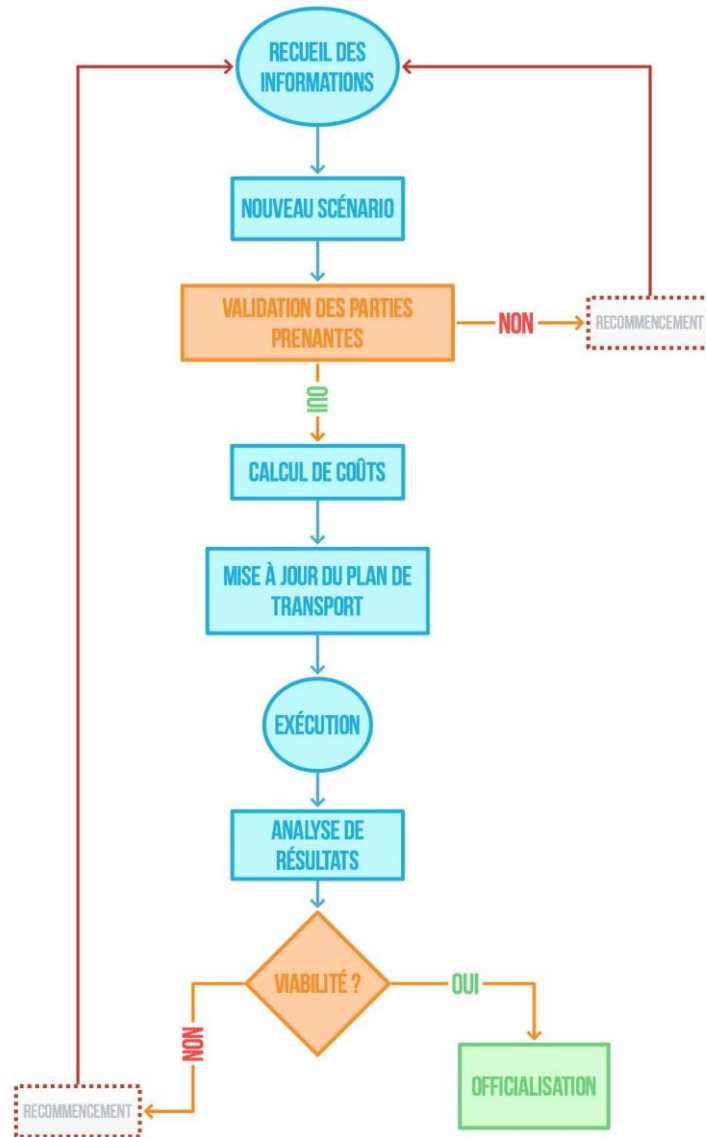 RECUEIL DES
INFORMATIONS
NOUVEAU SCÉNARIO
VALIDATION DES PARTIES
PRENANTES
NON
RECOMMENCEMENT
OUI
CALCUL DE COÛTS
MISE À JOUR DU PLAN DE
TRANSPORT
EXÉCUTION
ANALYSE DE
RÉSULTATS
VIABILITÉ ?
OUI
NON
OFFICIALISATION
RECOMMENCEMENT